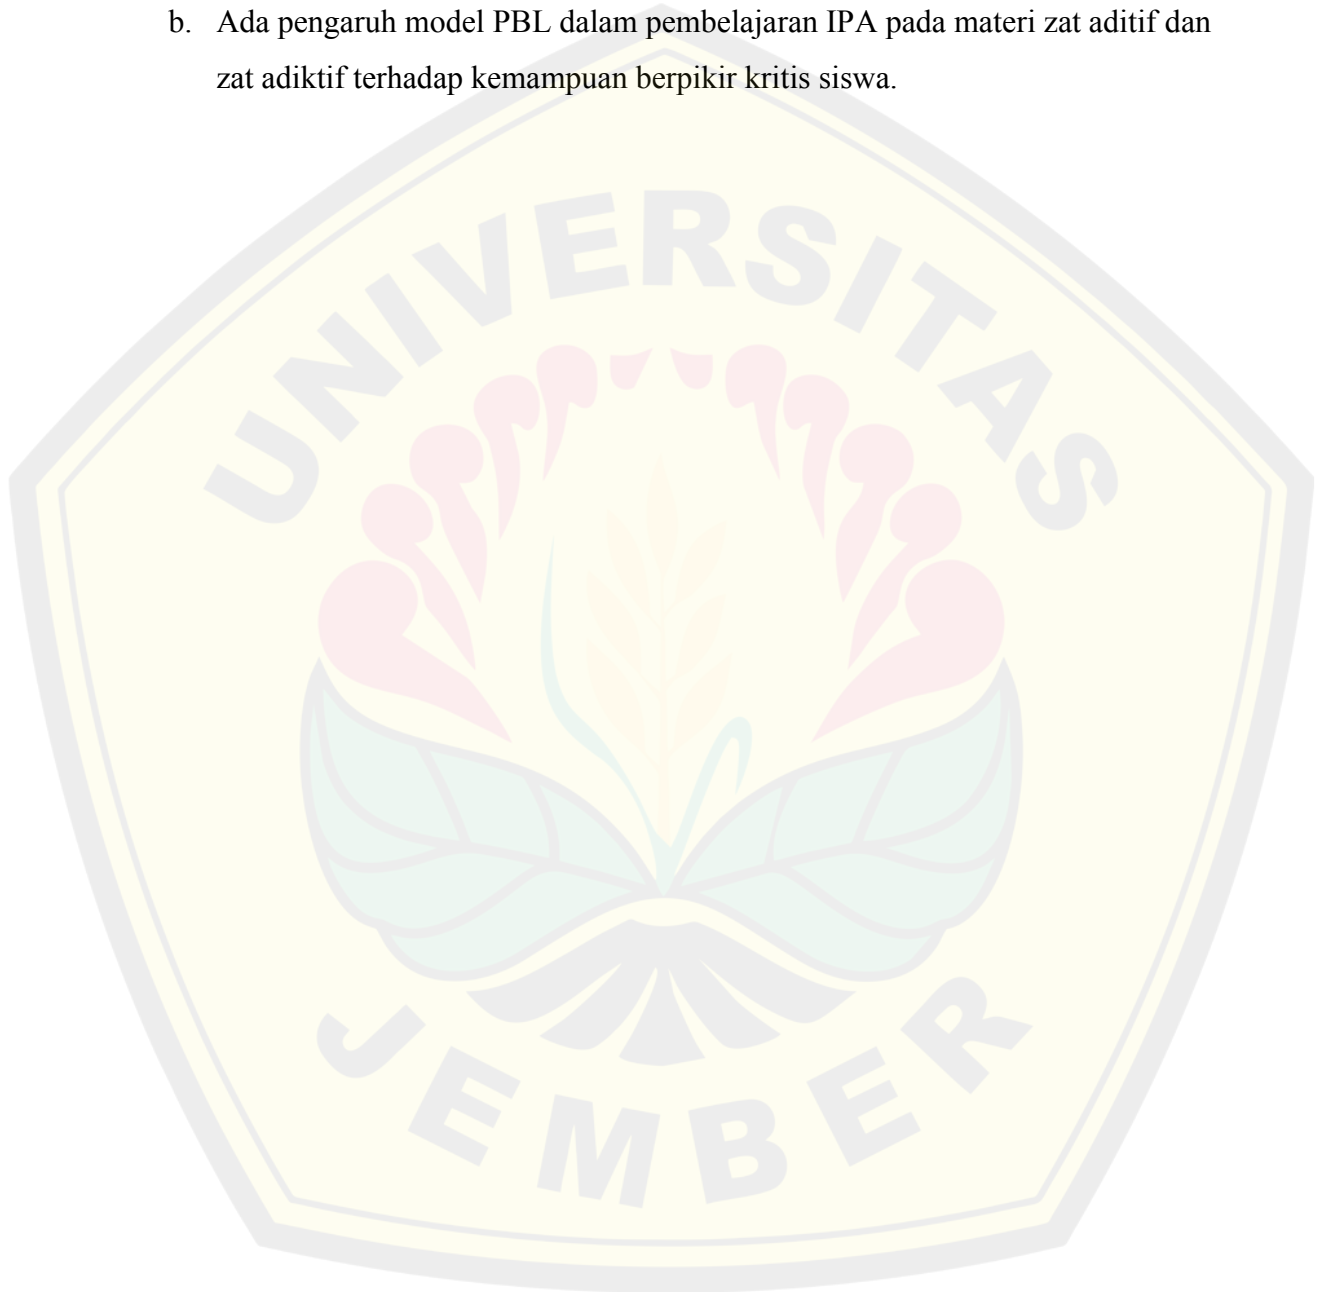 b. Ada pengaruh model PBL dalam pembelajaran IPA pada materi zat aditif dan
zat adiktif terhadap kemampuan berpikir kritis siswa.
UNIVERSITAS
JEMBER